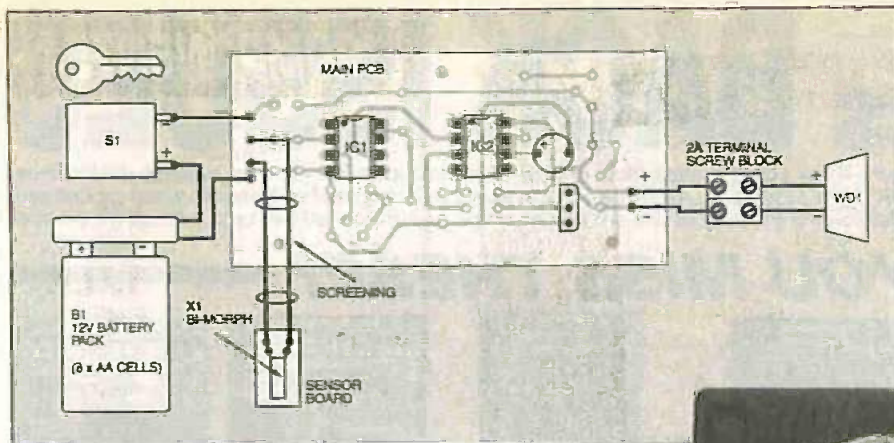 MAIN PCB
S1
+
IC1
IC2
+
2A TERMINAL
SCREW BLOCK
+
-
+
-
WD1
+ -
B1
12V BATTERY
PACK
(8 x AA CELLS)
X1
BI-MORPH
SCREENING
SENSOR
BOARD